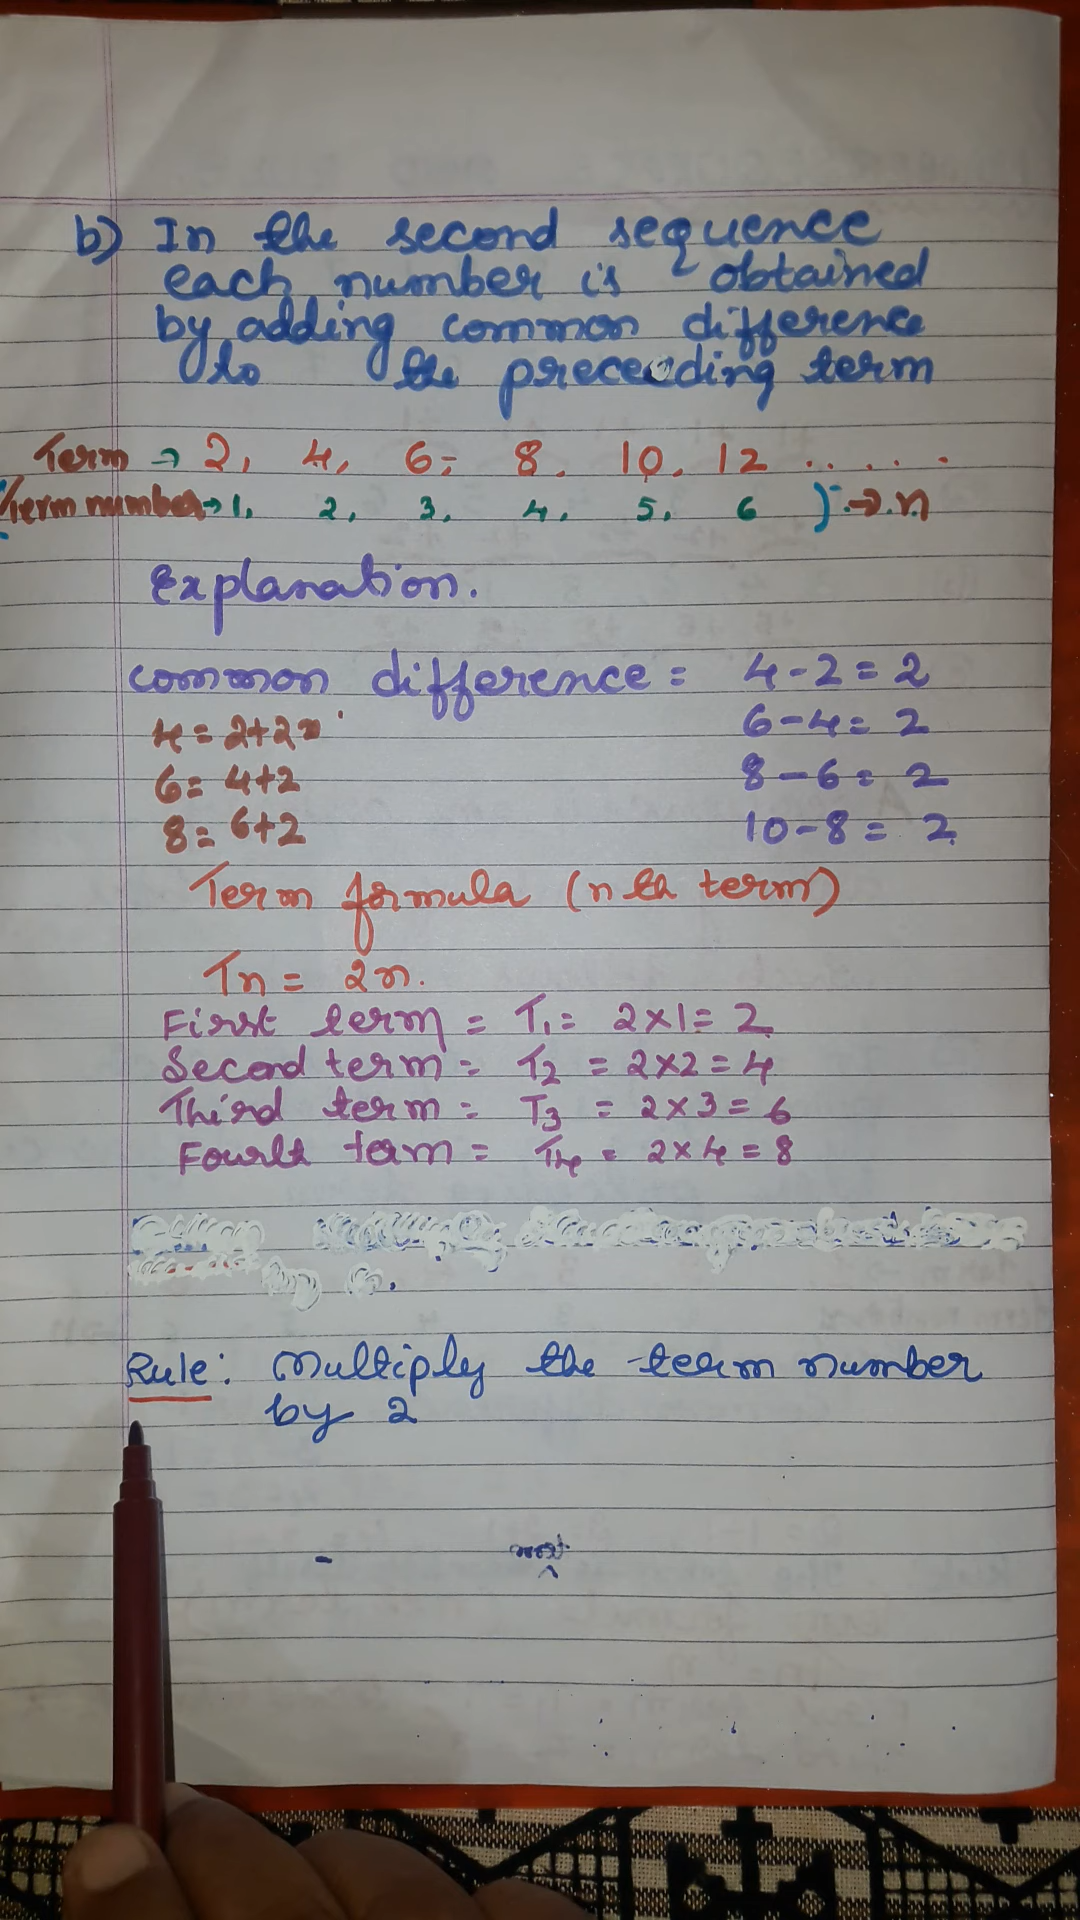 b) In the second sequence
each number is obtained
by adding common difference
to the preceeding term
Term → 2, 4, 6, 8, 10, 12 .....
(Term number → 1, 2, 3, 4, 5, 6 ) → n
Explanation.
common difference = 4-2=2
4=2+2 6-4=2
6=4+2 8-6=2
8=6+2 10-8=2
Term formula (nth term)
Tn = 2n.
First term = T1 = 2×1=2
Second term = T2 = 2×2=4
Third term = T3 = 2×3=6
Fourth term = T4 = 2×4=8
Rule: Multiply the term number
by 2